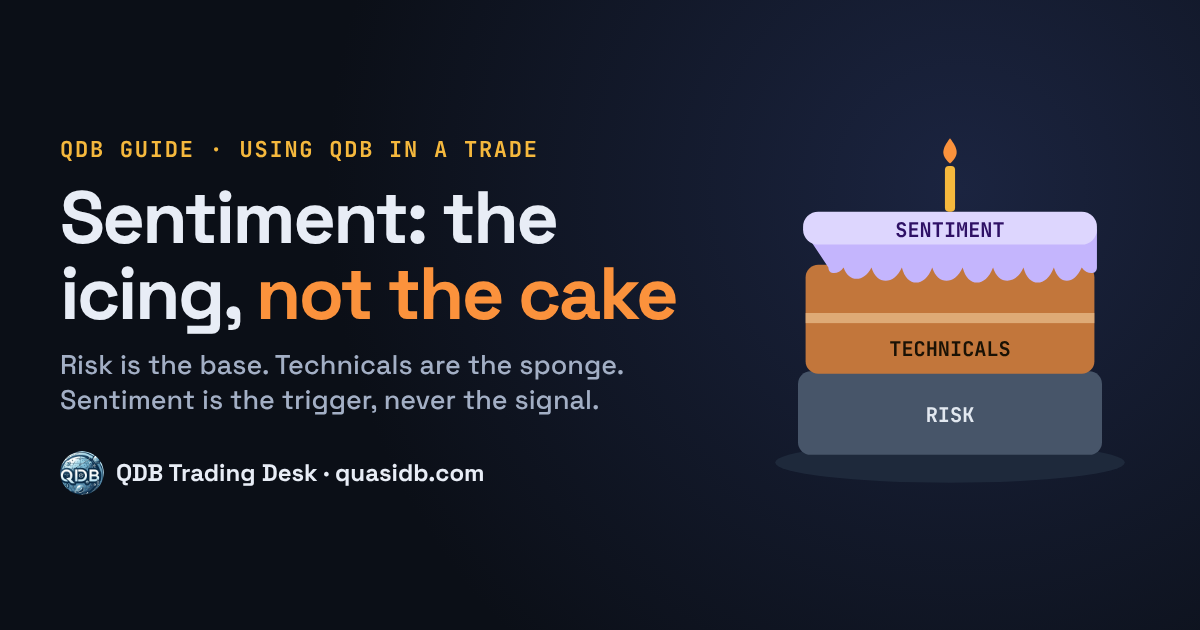 QDB GUIDE · USING QDB IN A TRADE
Sentiment: the
icing, not the cake
Risk is the base. Technicals are the sponge.
Sentiment is the trigger, never the signal.
QDB
QDB Trading Desk · quasidb.com
SENTIMENT
TECHNICALS
RISK